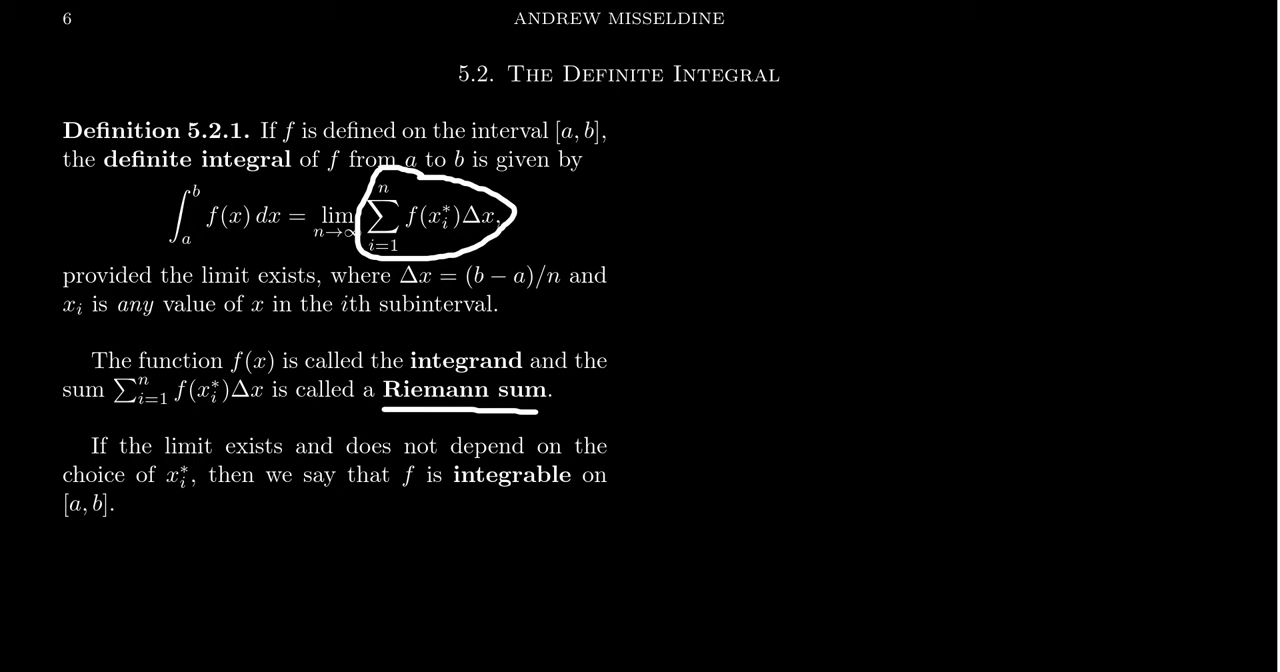 6 ANDREW MISSELDINE
5.2. The Definite Integral
Definition 5.2.1. If f is defined on the interval [a, b],
the definite integral of f from a to b is given by
∫_a^b f(x) dx = lim_{n→∞} ∑_{i=1}^n f(x_i^*)Δx,
provided the limit exists, where Δx = (b − a)/n and
x_i is any value of x in the ith subinterval.
The function f(x) is called the integrand and the
sum ∑_{i=1}^n f(x_i^*)Δx is called a Riemann sum.
If the limit exists and does not depend on the
choice of x_i^*, then we say that f is integrable on
[a, b].